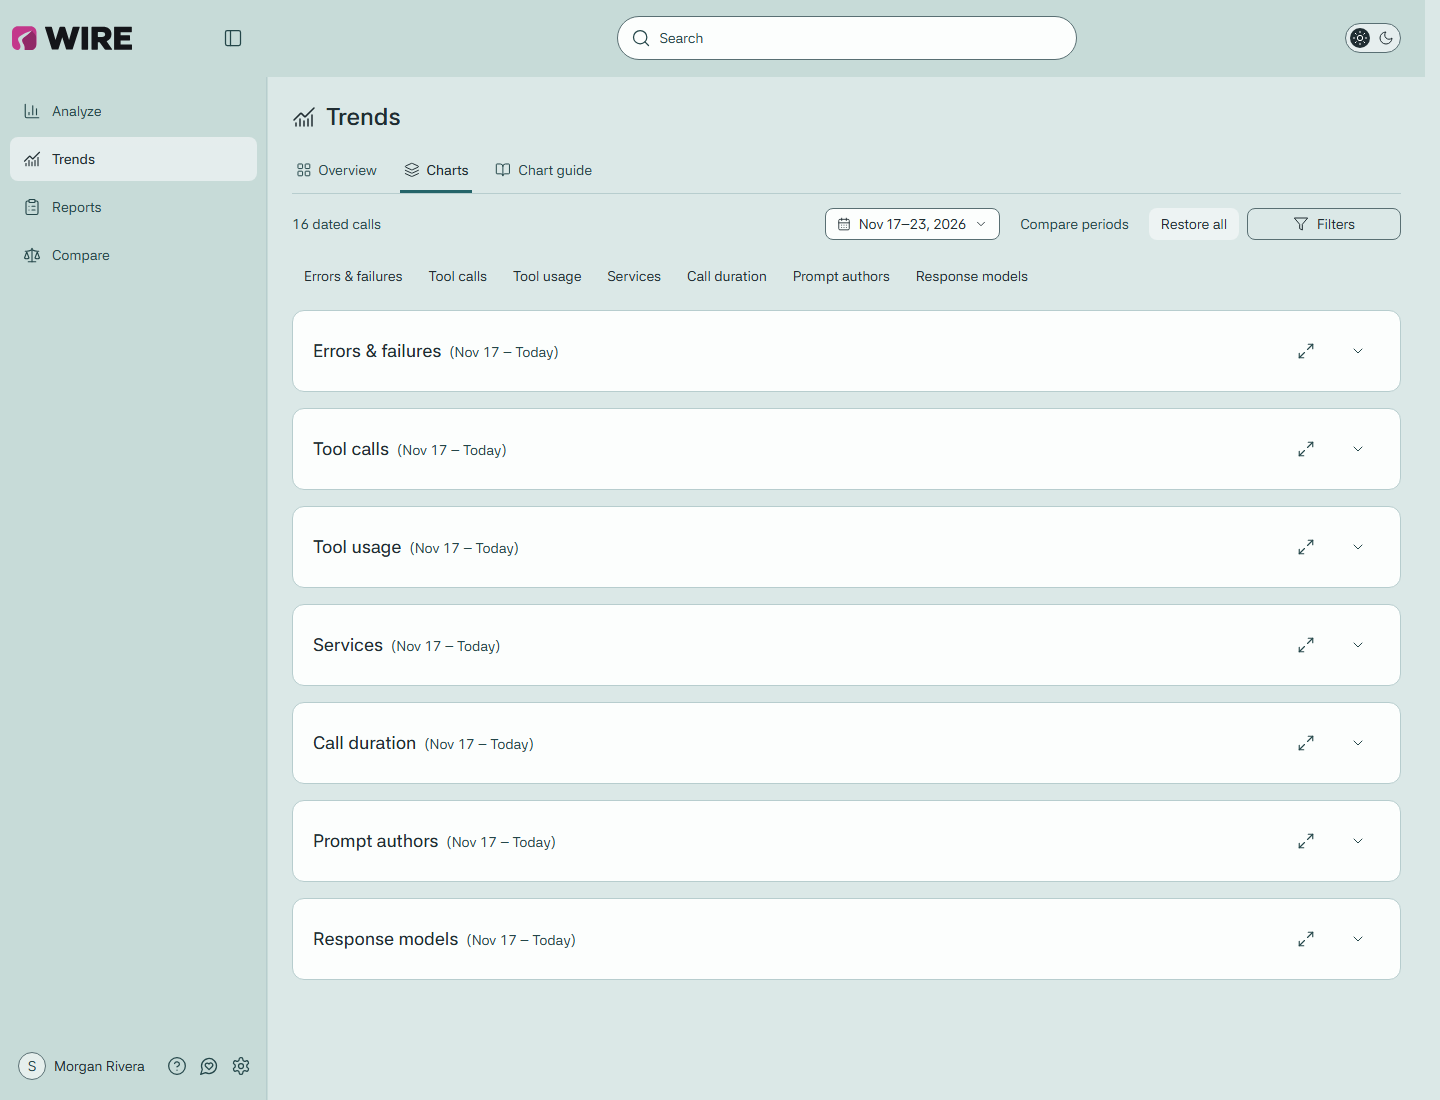 WIRE
Search
Analyze
Trends
Reports
Compare
Trends
Overview
Charts
Chart guide
16 dated calls
Nov 17–23, 2026
Compare periods
Restore all
Filters
Errors & failures
Tool calls
Tool usage
Services
Call duration
Prompt authors
Response models
Errors & failures (Nov 17 – Today)
Tool calls (Nov 17 – Today)
Tool usage (Nov 17 – Today)
Services (Nov 17 – Today)
Call duration (Nov 17 – Today)
Prompt authors (Nov 17 – Today)
Response models (Nov 17 – Today)
S
Morgan Rivera